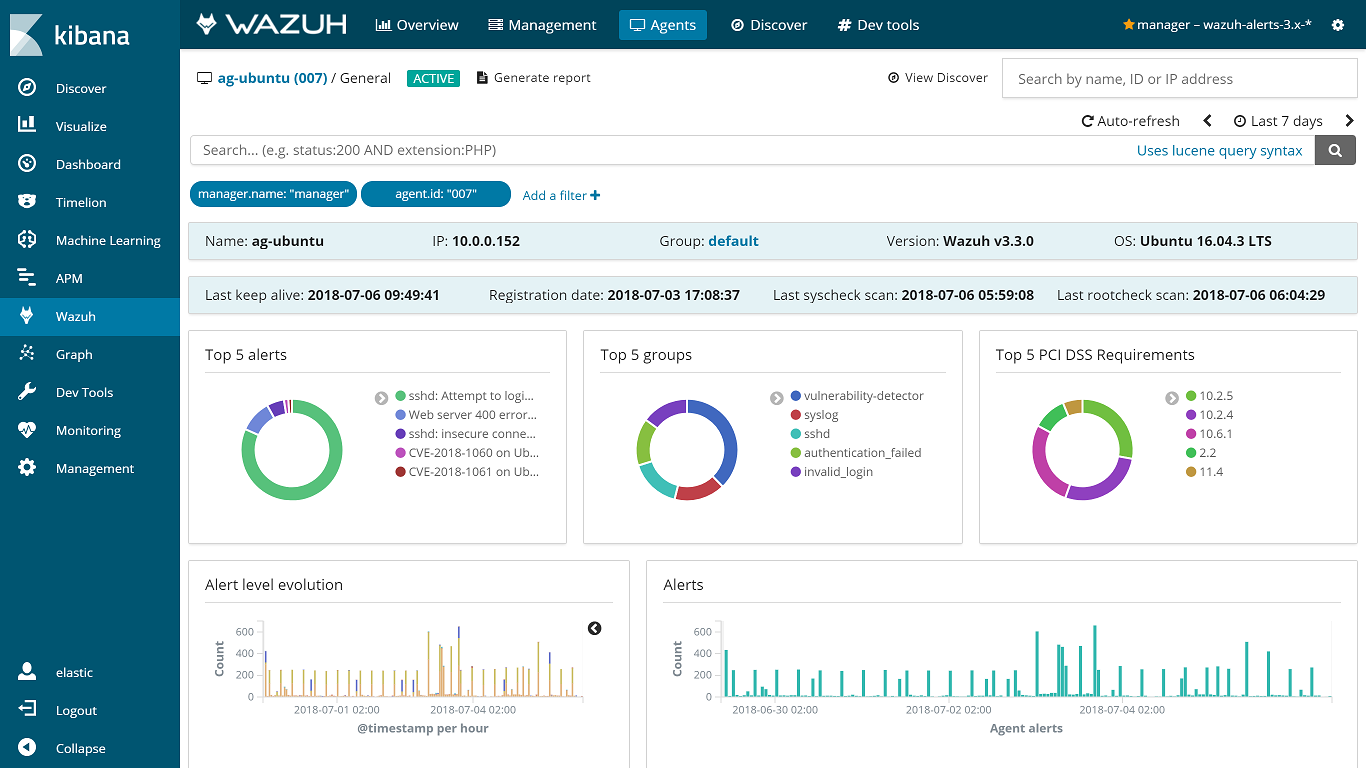 kibana
Discover
Visualize
Dashboard
Timelion
Machine Learning
APM
Wazuh
Graph
Dev Tools
Monitoring
Management
elastic
Logout
Collapse
WAZUH Overview Management Agents Discover # Dev tools manager – wazuh-alerts-3.x-*
ag-ubuntu (007) / General ACTIVE Generate report View Discover Search by name, ID or IP address
Auto-refresh Last 7 days
Search... (e.g. status:200 AND extension:PHP) Uses lucene query syntax
manager.name: "manager" agent.id: "007" Add a filter +
Name: ag-ubuntu IP: 10.0.0.152 Group: default Version: Wazuh v3.3.0 OS: Ubuntu 16.04.3 LTS
Last keep alive: 2018-07-06 09:49:41 Registration date: 2018-07-03 17:08:37 Last syscheck scan: 2018-07-06 05:59:08 Last rootcheck scan: 2018-07-06 06:04:29
Top 5 alerts
sshd: Attempt to logi...
Web server 400 error...
sshd: insecure conne...
CVE-2018-1060 on Ub...
CVE-2018-1061 on Ub...
Top 5 groups
vulnerability-detector
syslog
sshd
authentication_failed
invalid_login
Top 5 PCI DSS Requirements
10.2.5
10.2.4
10.6.1
2.2
11.4
Alert level evolution
Count
600
400
200
0
2018-07-01 02:00 2018-07-04 02:00
@timestamp per hour
Alerts
Count
600
400
200
0
2018-06-30 02:00 2018-07-02 02:00 2018-07-04 02:00
Agent alerts